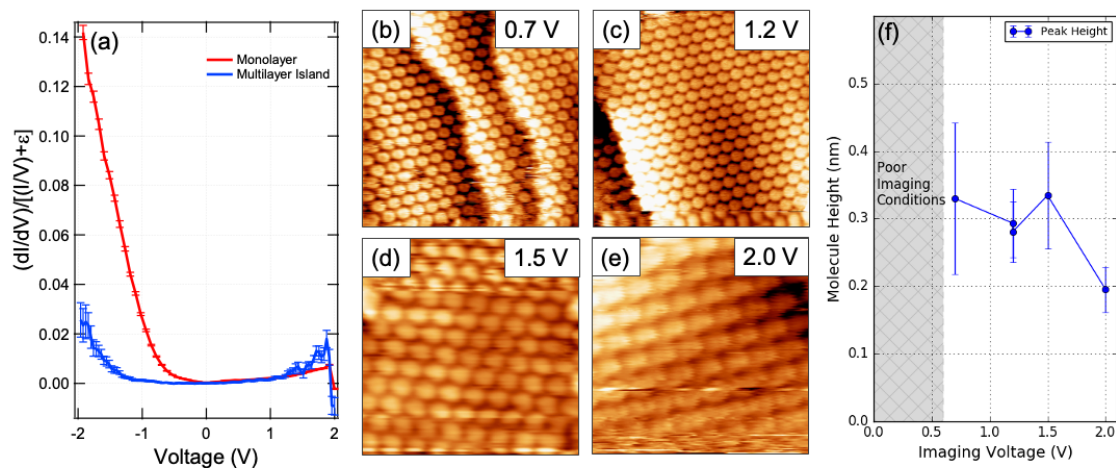 (a)
Monolayer
Multilayer Island
(dI/dV)/[(I/V)+ε]
0.14
0.12
0.10
0.08
0.06
0.04
0.02
0.00
-2
-1
0
1
2
Voltage (V)
(b)
0.7 V
(c)
1.2 V
(d)
1.5 V
(e)
2.0 V
(f)
Peak Height
Molecule Height (nm)
0.5
0.4
0.3
0.2
0.1
0.0
Poor
Imaging
Conditions
0.0
0.5
1.0
1.5
2.0
Imaging Voltage (V)